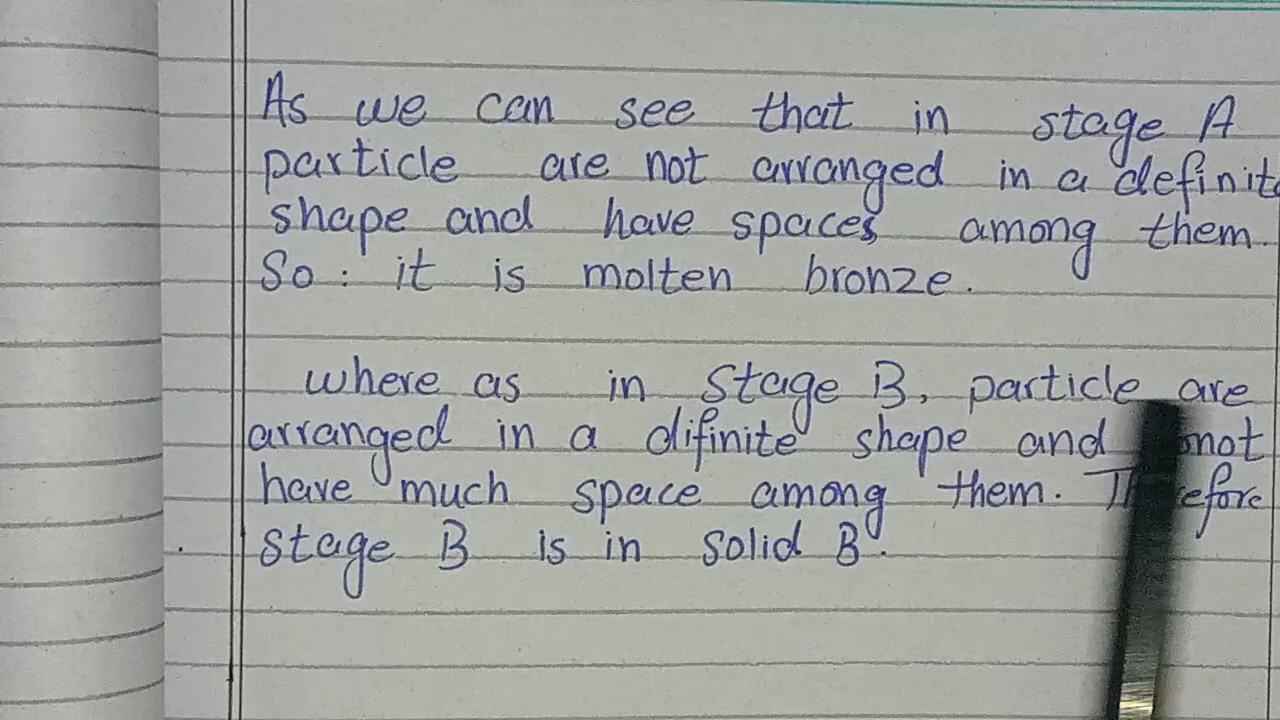 As we can see that in stage A
particle are not arranged in a definite
shape and have spaces among them.
So: it is molten bronze.
where as in Stage B, particle are
arranged in a difinite shape and not
have much space among them.
stage B is in solid B.